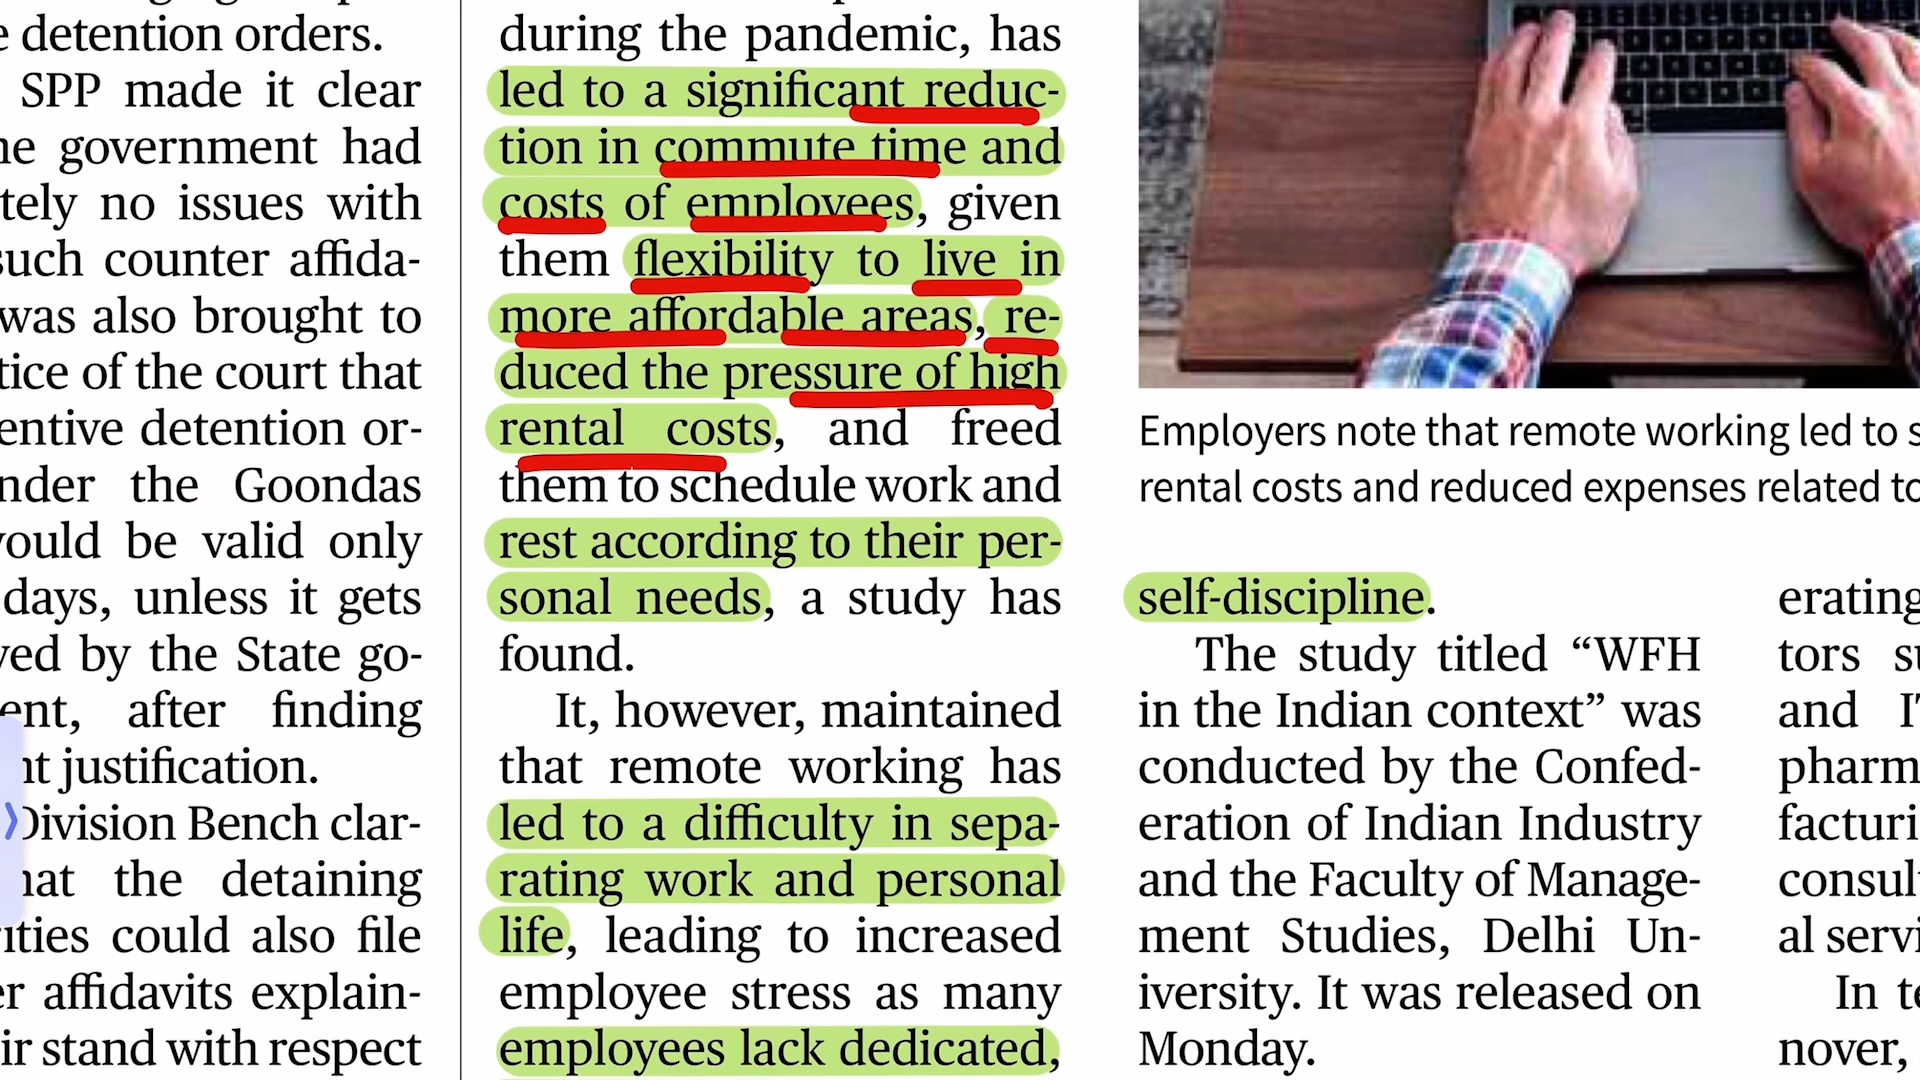 detention orders.
SPP made it clear
government had
no issues with
such counter affida-
was also brought to
of the court that
detention or-
the Goondas
be valid only
days, unless it gets
by the State go-
after finding
justification.
Division Bench clar-
the detaining
could also file
affidavits explain-
stand with respect
during the pandemic, has
led to a significant reduc-
tion in commute time and
costs of employees, given
them flexibility to live in
more affordable areas, re-
duced the pressure of high
rental costs, and freed
them to schedule work and
rest according to their per-
sonal needs, a study has
found.
It, however, maintained
that remote working has
led to a difficulty in sepa-
rating work and personal
life, leading to increased
employee stress as many
employees lack dedicated,
Employers note that remote working led to
rental costs and reduced expenses related to
self-discipline.
The study titled “WFH
in the Indian context” was
conducted by the Confed-
eration of Indian Industry
and the Faculty of Manage-
ment Studies, Delhi Un-
iversity. It was released on
Monday.
erating
tors
and
al
In
nover,